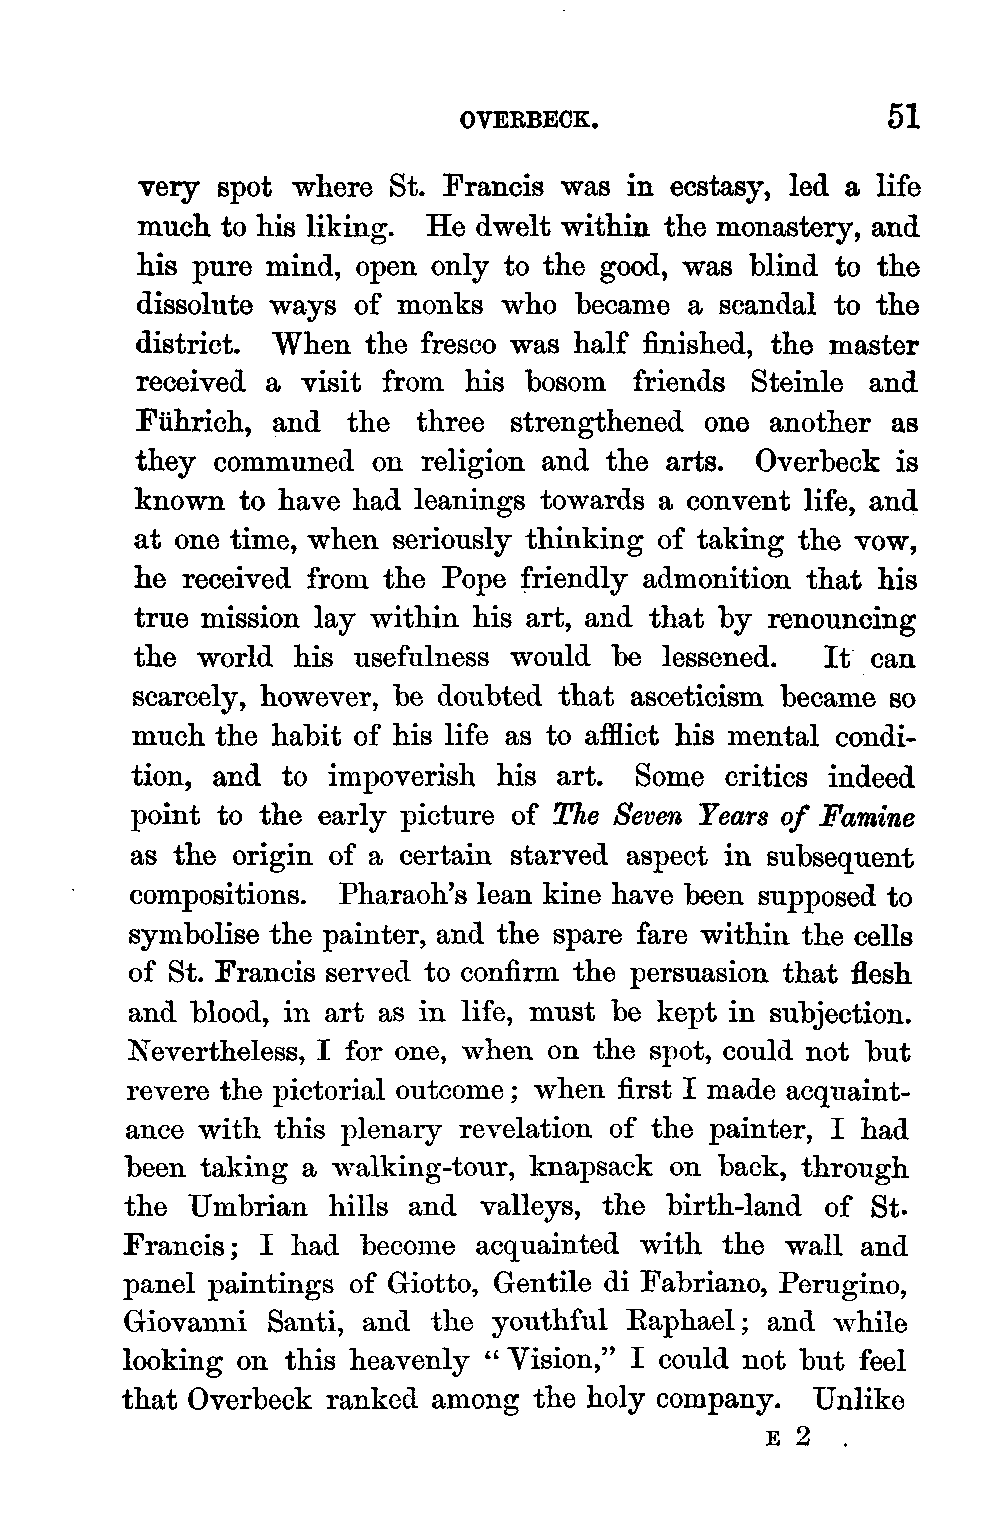 OVERBECK. 51
very spot where St. Francis was in ecstasy, led a life
much to his liking. He dwelt within the monastery, and
his pure mind, open only to the good, was blind to the
dissolute ways of monks who became a scandal to the
district. When the fresco was half finished, the master
received a visit from his bosom friends Steinle and
Führich, and the three strengthened one another as
they communed on religion and the arts. Overbeck is
known to have had leanings towards a convent life, and
at one time, when seriously thinking of taking the vow,
he received from the Pope friendly admonition that his
true mission lay within his art, and that by renouncing
the world his usefulness would be lessened. It can
scarcely, however, be doubted that asceticism became so
much the habit of his life as to afflict his mental condi-
tion, and to impoverish his art. Some critics indeed
point to the early picture of The Seven Years of Famine
as the origin of a certain starved aspect in subsequent
compositions. Pharaoh's lean kine have been supposed to
symbolise the painter, and the spare fare within the cells
of St. Francis served to confirm the persuasion that flesh
and blood, in art as in life, must be kept in subjection.
Nevertheless, I for one, when on the spot, could not but
revere the pictorial outcome; when first I made acquaint-
ance with this plenary revelation of the painter, I had
been taking a walking-tour, knapsack on back, through
the Umbrian hills and valleys, the birth-land of St.
Francis; I had become acquainted with the wall and
panel paintings of Giotto, Gentile di Fabriano, Perugino,
Giovanni Santi, and the youthful Raphael; and while
looking on this heavenly "Vision," I could not but feel
that Overbeck ranked among the holy company. Unlike
E 2